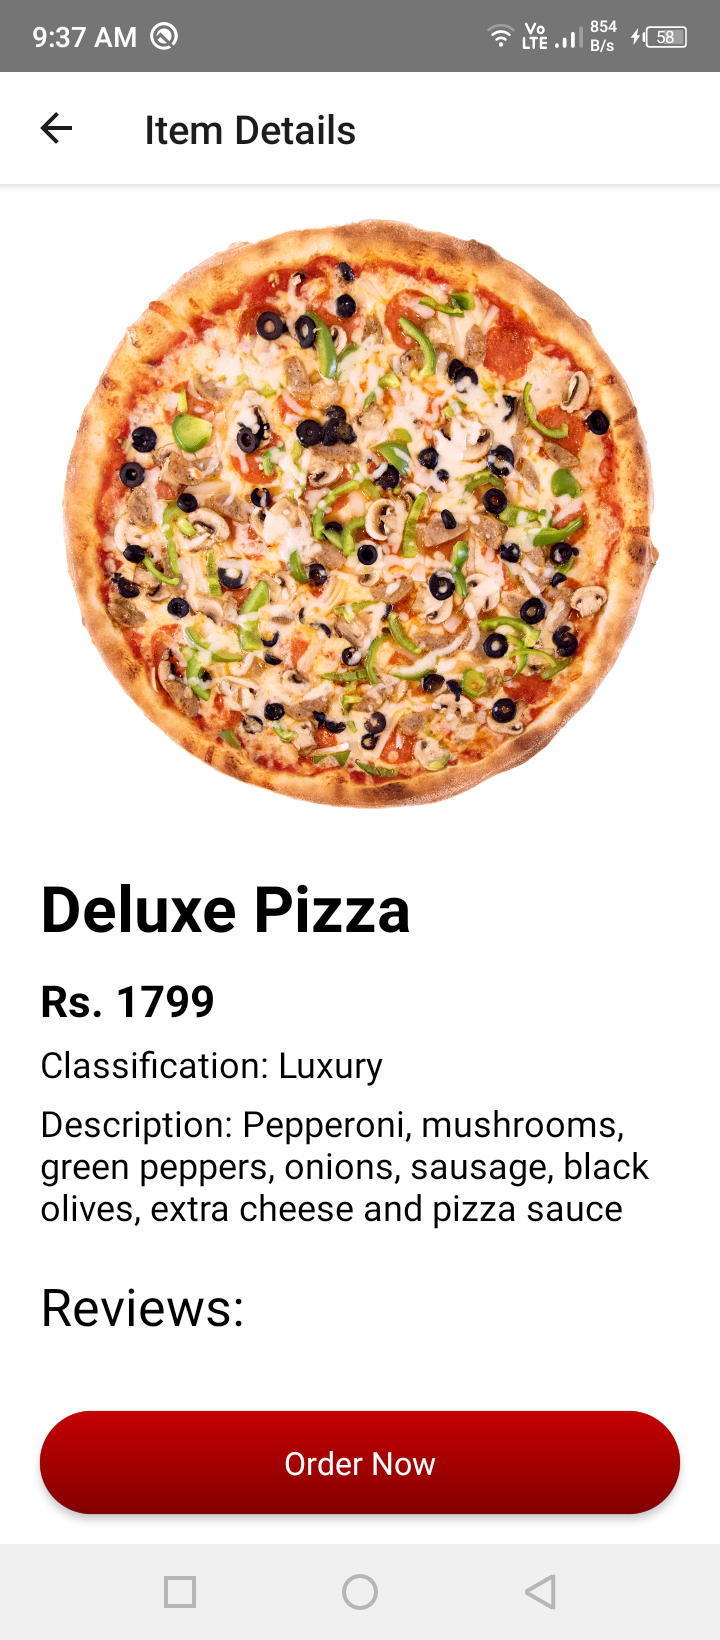 9:37 AM
Vo LTE 854 B/s 58
Item Details
Deluxe Pizza
Rs. 1799
Classification: Luxury
Description: Pepperoni, mushrooms,
green peppers, onions, sausage, black
olives, extra cheese and pizza sauce
Reviews:
Order Now